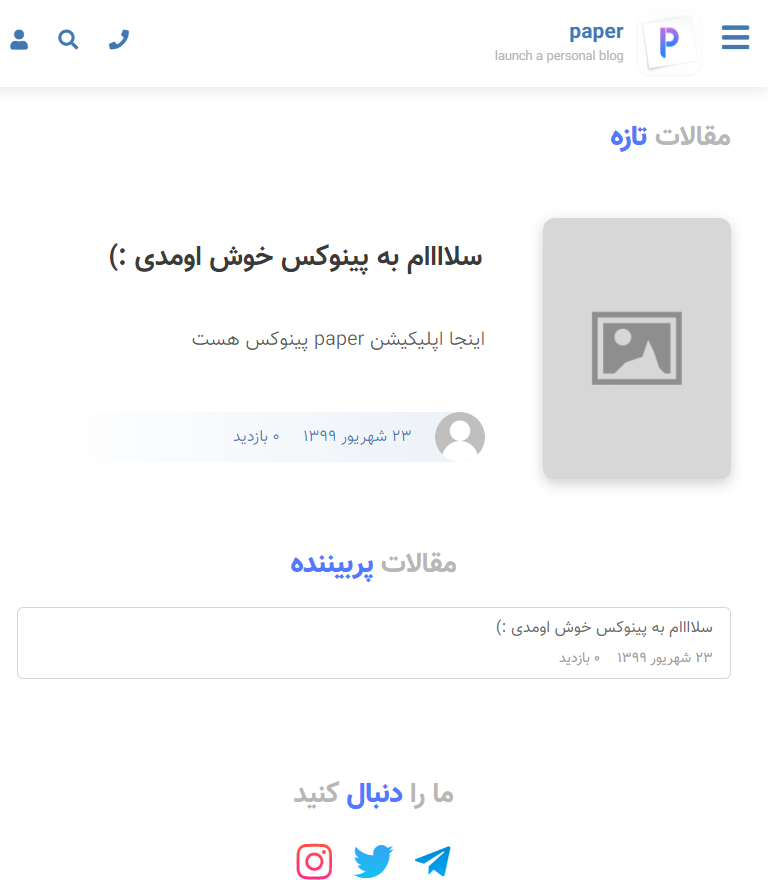 paper
launch a personal blog
مقالات تازه
سلاااام به پینوکس خوش اومدی :)
اینجا اپلیکیشن paper پینوکس هست
۲۳ شهریور ۱۳۹۹ ۰ بازدید
مقالات پربیننده
سلاااام به پینوکس خوش اومدی :)
۲۳ شهریور ۱۳۹۹ ۰ بازدید
ما را دنبال کنید